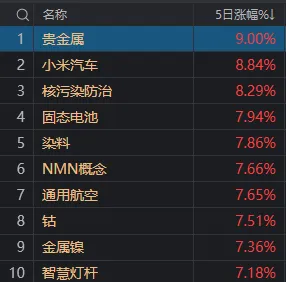 名称 5日涨幅%↓
1 贵金属 9.00%
2 小米汽车 8.84%
3 核污染防治 8.29%
4 固态电池 7.94%
5 染料 7.86%
6 NMN概念 7.66%
7 通用航空 7.65%
8 钴 7.51%
9 金属镍 7.36%
10 智慧灯杆 7.18%